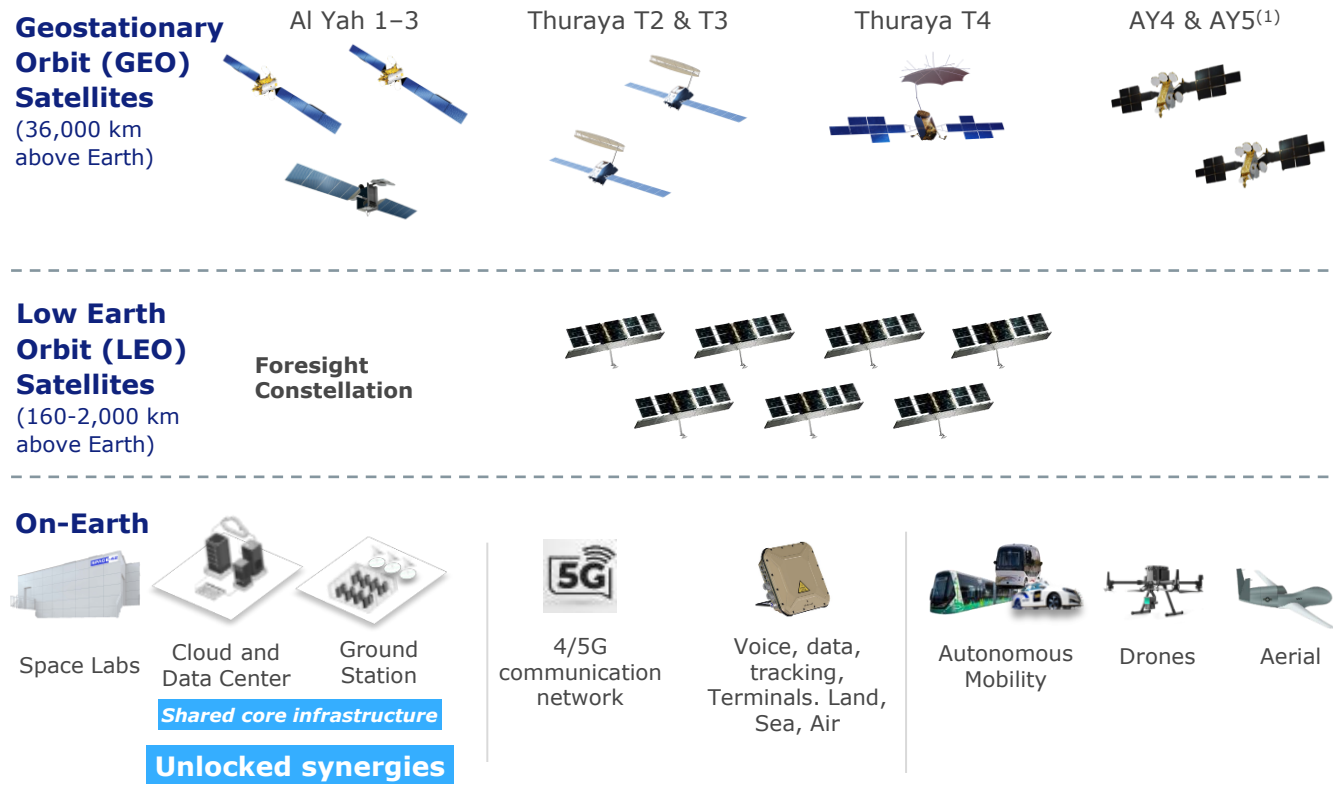 Geostationary
Orbit (GEO)
Satellites
(36,000 km
above Earth)
Al Yah 1–3
Thuraya T2 & T3
Thuraya T4
AY4 & AY5(1)
Low Earth
Orbit (LEO)
Satellites
(160-2,000 km
above Earth)
Foresight
Constellation
On-Earth
Space Labs
Cloud and
Data Center
Ground
Station
Shared core infrastructure
Unlocked synergies
5G
4/5G
communication
network
Voice, data,
tracking,
Terminals. Land,
Sea, Air
Autonomous
Mobility
Drones
Aerial